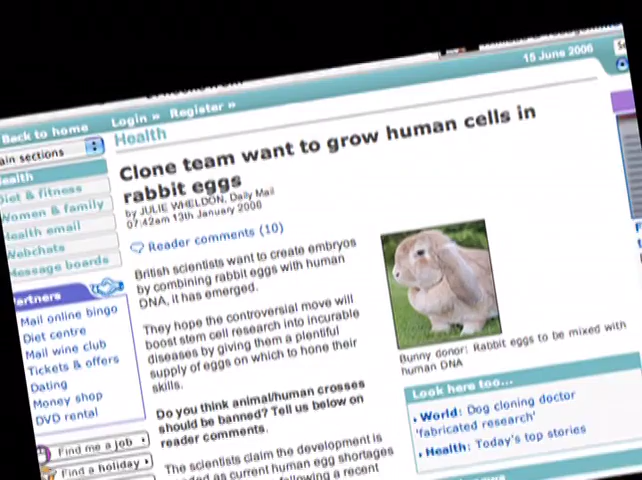 15 June 2006
Back to home
Login »
Register »
Health
ain sections
ealth
Diet & fitness
Women & family
Health email
Webchats
Message boards
artners
Mail online bingo
Diet centre
Mail wine club
Tickets & offers
Dating
Money shop
DVD rental
Find me a job
Find a holiday
Clone team want to grow human cells in
rabbit eggs
by JULIE WHELDON, Daily Mail
07:42am 13th January 2006
Reader comments (10)
British scientists want to create embryos
by combining rabbit eggs with human
DNA, it has emerged.
They hope the controversial move will
boost stem cell research into incurable
diseases by giving them a plentiful
supply of eggs on which to hone their
skills.
Do you think animal/human crosses
should be banned? Tell us below on
reader comments.
The scientists claim the development is
as current human egg shortages
following a recent
Bunny donor: Rabbit eggs to be mixed with
human DNA
Look here too...
World: Dog cloning doctor
'fabricated research'
Health: Today's top stories